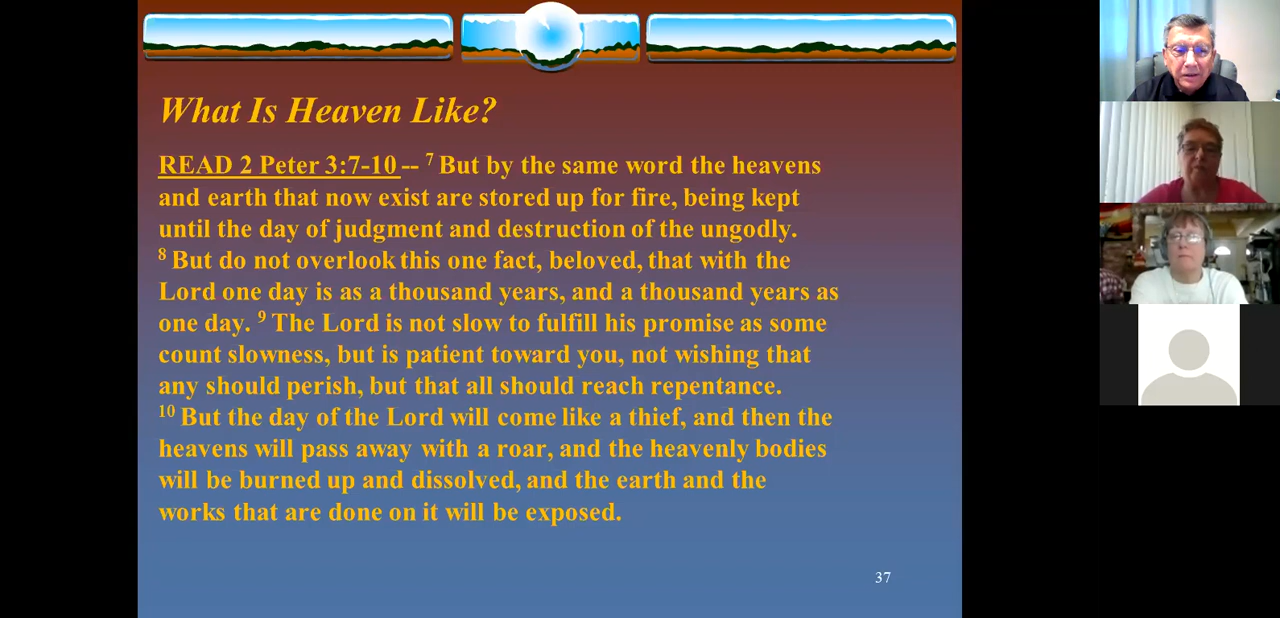 What Is Heaven Like?
READ 2 Peter 3:7-10 -- 7 But by the same word the heavens
and earth that now exist are stored up for fire, being kept
until the day of judgment and destruction of the ungodly.
8 But do not overlook this one fact, beloved, that with the
Lord one day is as a thousand years, and a thousand years as
one day. 9 The Lord is not slow to fulfill his promise as some
count slowness, but is patient toward you, not wishing that
any should perish, but that all should reach repentance.
10 But the day of the Lord will come like a thief, and then the
heavens will pass away with a roar, and the heavenly bodies
will be burned up and dissolved, and the earth and the
works that are done on it will be exposed.
37